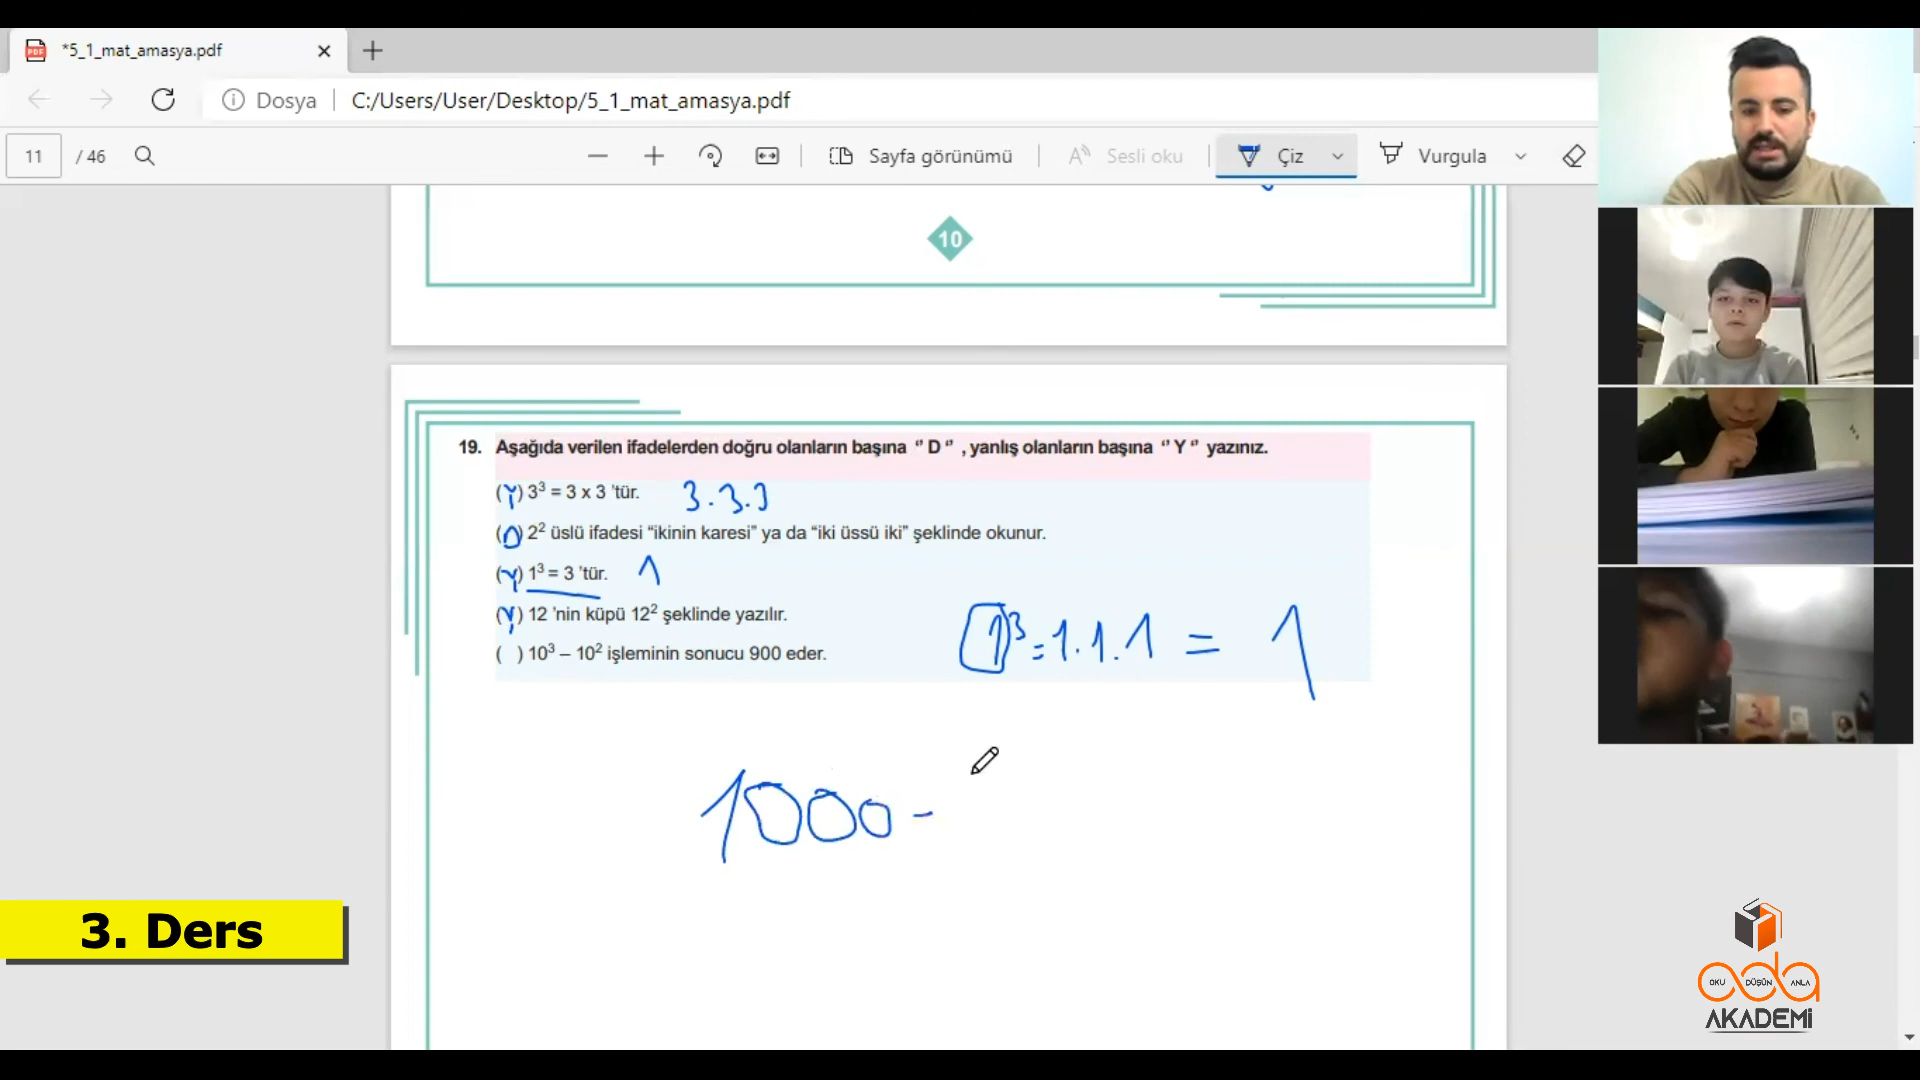 *5_1_mat_amasya.pdf
Dosya
C:/Users/User/Desktop/5_1_mat_amasya.pdf
11 / 46
Sayfa görünümü
Sesli oku
Çiz
Vurgula
10
19. Aşağıda verilen ifadelerden doğru olanların başına " D " , yanlış olanların başına " Y " yazınız.
(Y) 3³ = 3 x 3 'tür. 3.3.3
(D) 2² üslü ifadesi “ikinin karesi” ya da “iki üssü iki” şeklinde okunur.
(Y) 1³ = 3 'tür. 1
(Y) 12 'nin küpü 12² şeklinde yazılır.
1³ = 1.1.1 = 1
( ) 10³ – 10² işleminin sonucu 900 eder.
1000 -
3. Ders
oda
OKU DÜŞÜN ANLA
AKADEMİ